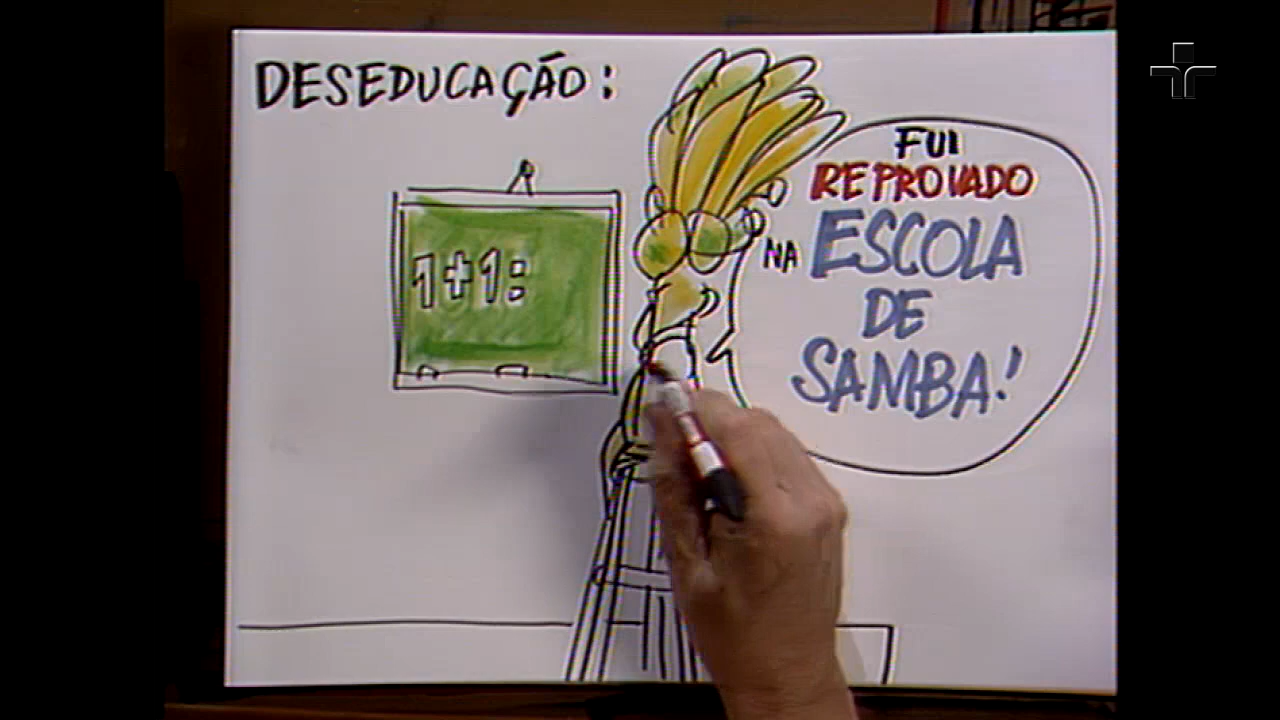 DESEDUCAÇÃO:
1+1:
FUI
REPROVADO
NA ESCOLA
DE
SAMBA!